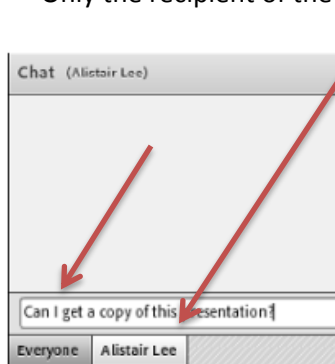 Only the recipient of the
Chat (Alistair Lee)
Can I get a copy of this presentation?
Everyone Alistair Lee